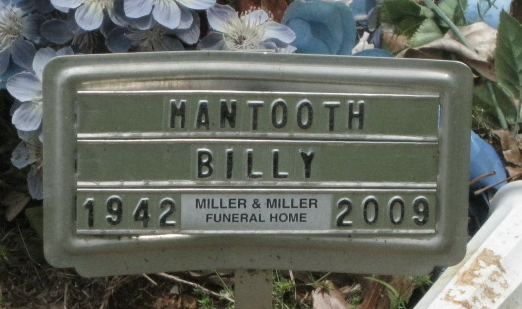 MANTOOTH
BILLY
1942 MILLER & MILLER FUNERAL HOME 2009